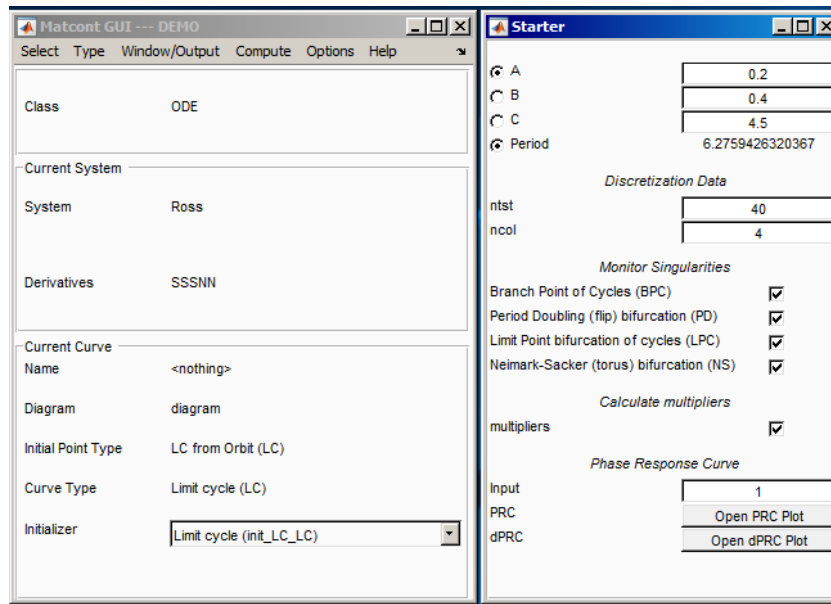 Matcont GUI --- DEMO
Select Type Window/Output Compute Options Help
Class ODE
Current System
System Ross
Derivatives SSSNN
Current Curve
Name <nothing>
Diagram diagram
Initial Point Type LC from Orbit (LC)
Curve Type Limit cycle (LC)
Initializer Limit cycle (init_LC_LC)
Starter
A 0.2
B 0.4
C 4.5
Period 6.2759426320367
Discretization Data
ntst 40
ncol 4
Monitor Singularities
Branch Point of Cycles (BPC)
Period Doubling (flip) bifurcation (PD)
Limit Point bifurcation of cycles (LPC)
Neimark-Sacker (torus) bifurcation (NS)
Calculate multipliers
multipliers
Phase Response Curve
Input 1
PRC Open PRC Plot
dPRC Open dPRC Plot